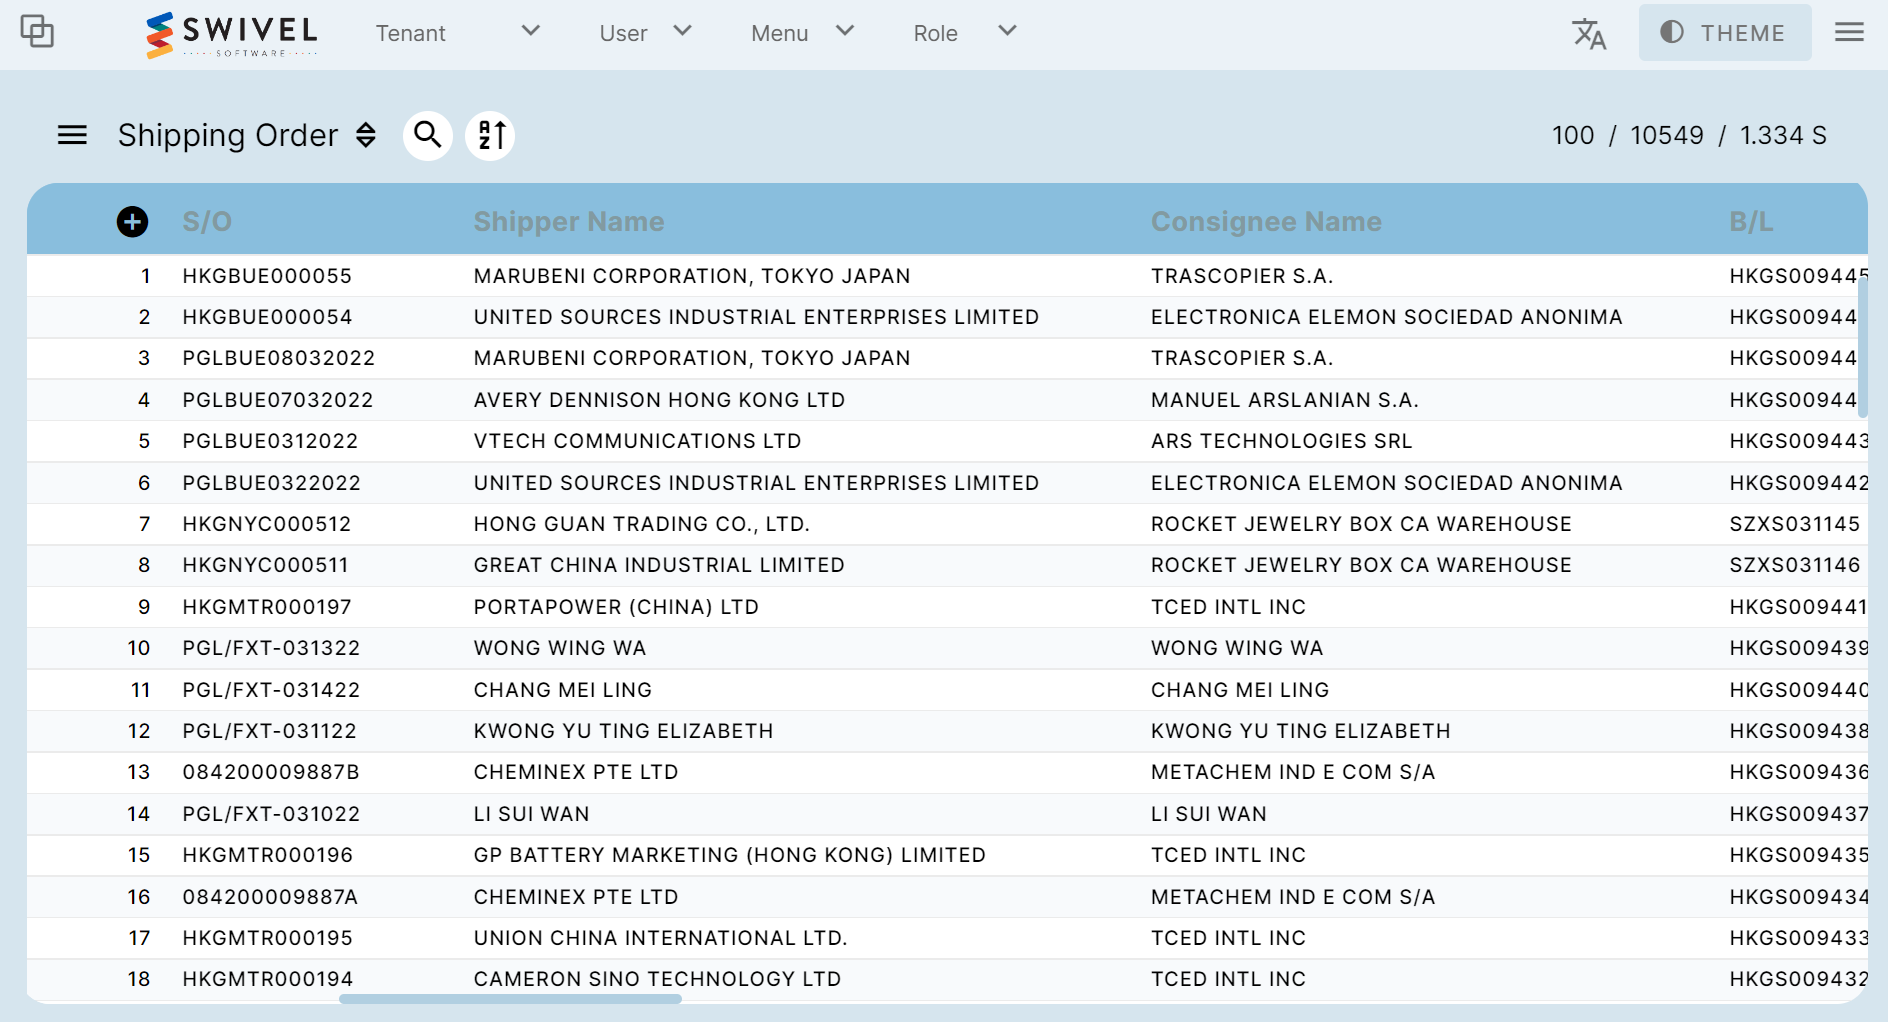 SWIVEL
SOFTWARE
Tenant User Menu Role THEME
Shipping Order 100 / 10549 / 1.334 S
S/O Shipper Name Consignee Name B/L
1 HKGBUE000055 MARUBENI CORPORATION, TOKYO JAPAN TRASCOPIER S.A. HKGS009445
2 HKGBUE000054 UNITED SOURCES INDUSTRIAL ENTERPRISES LIMITED ELECTRONICA ELEMON SOCIEDAD ANONIMA HKGS00944
3 PGLBUE08032022 MARUBENI CORPORATION, TOKYO JAPAN TRASCOPIER S.A. HKGS00944
4 PGLBUE07032022 AVERY DENNISON HONG KONG LTD MANUEL ARSLANIAN S.A. HKGS00944
5 PGLBUE0312022 VTECH COMMUNICATIONS LTD ARS TECHNOLOGIES SRL HKGS009443
6 PGLBUE0322022 UNITED SOURCES INDUSTRIAL ENTERPRISES LIMITED ELECTRONICA ELEMON SOCIEDAD ANONIMA HKGS009442
7 HKGNYC000512 HONG GUAN TRADING CO., LTD. ROCKET JEWELRY BOX CA WAREHOUSE SZXS031145
8 HKGNYC000511 GREAT CHINA INDUSTRIAL LIMITED ROCKET JEWELRY BOX CA WAREHOUSE SZXS031146
9 HKGMTR000197 PORTAPOWER (CHINA) LTD TCED INTL INC HKGS009441
10 PGL/FXT-031322 WONG WING WA WONG WING WA HKGS009439
11 PGL/FXT-031422 CHANG MEI LING CHANG MEI LING HKGS009440
12 PGL/FXT-031122 KWONG YU TING ELIZABETH KWONG YU TING ELIZABETH HKGS009438
13 084200009887B CHEMINEX PTE LTD METACHEM IND E COM S/A HKGS009436
14 PGL/FXT-031022 LI SUI WAN LI SUI WAN HKGS009437
15 HKGMTR000196 GP BATTERY MARKETING (HONG KONG) LIMITED TCED INTL INC HKGS009435
16 084200009887A CHEMINEX PTE LTD METACHEM IND E COM S/A HKGS009434
17 HKGMTR000195 UNION CHINA INTERNATIONAL LTD. TCED INTL INC HKGS009433
18 HKGMTR000194 CAMERON SINO TECHNOLOGY LTD TCED INTL INC HKGS009432